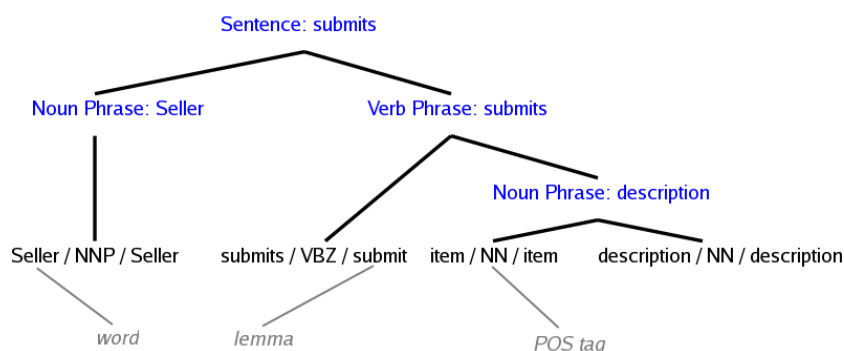 Sentence: submits
Noun Phrase: Seller
Verb Phrase: submits
Noun Phrase: description
Seller / NNP / Seller
submits / VBZ / submit
item / NN / item
description / NN / description
word
lemma
POS tag